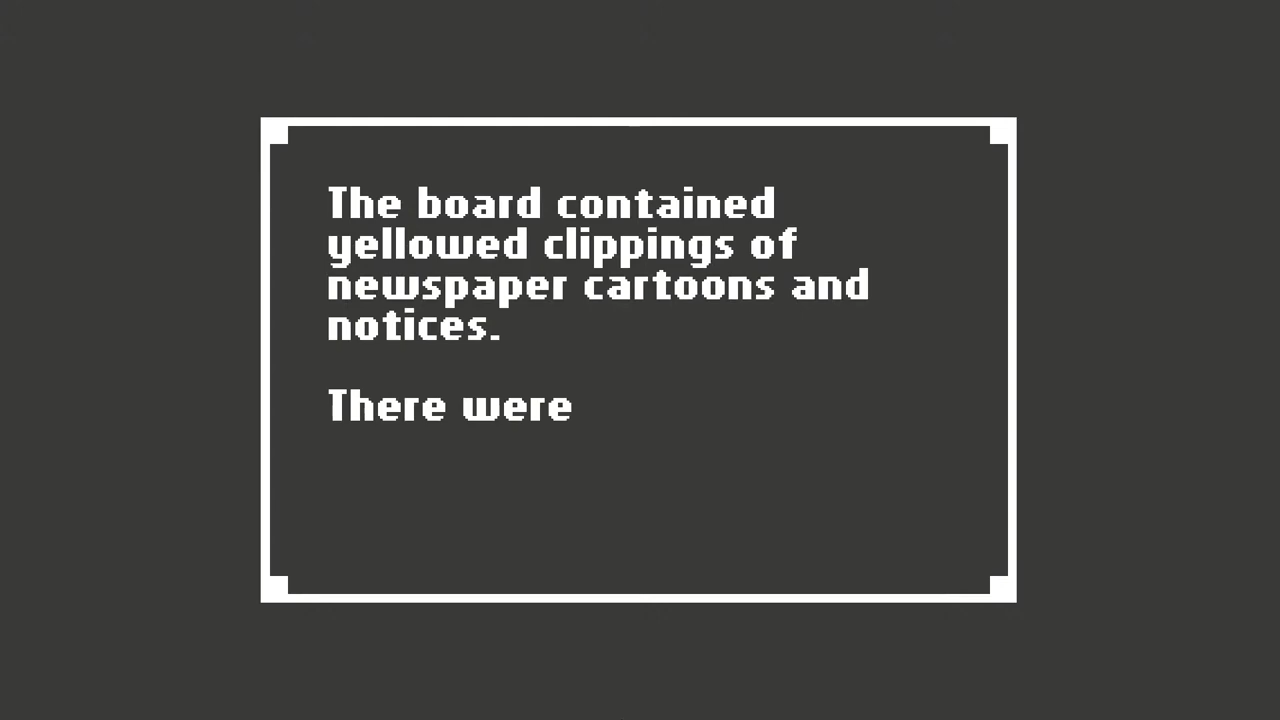 The board contained
yellowed clippings of
newspaper cartoons and
notices.
There were